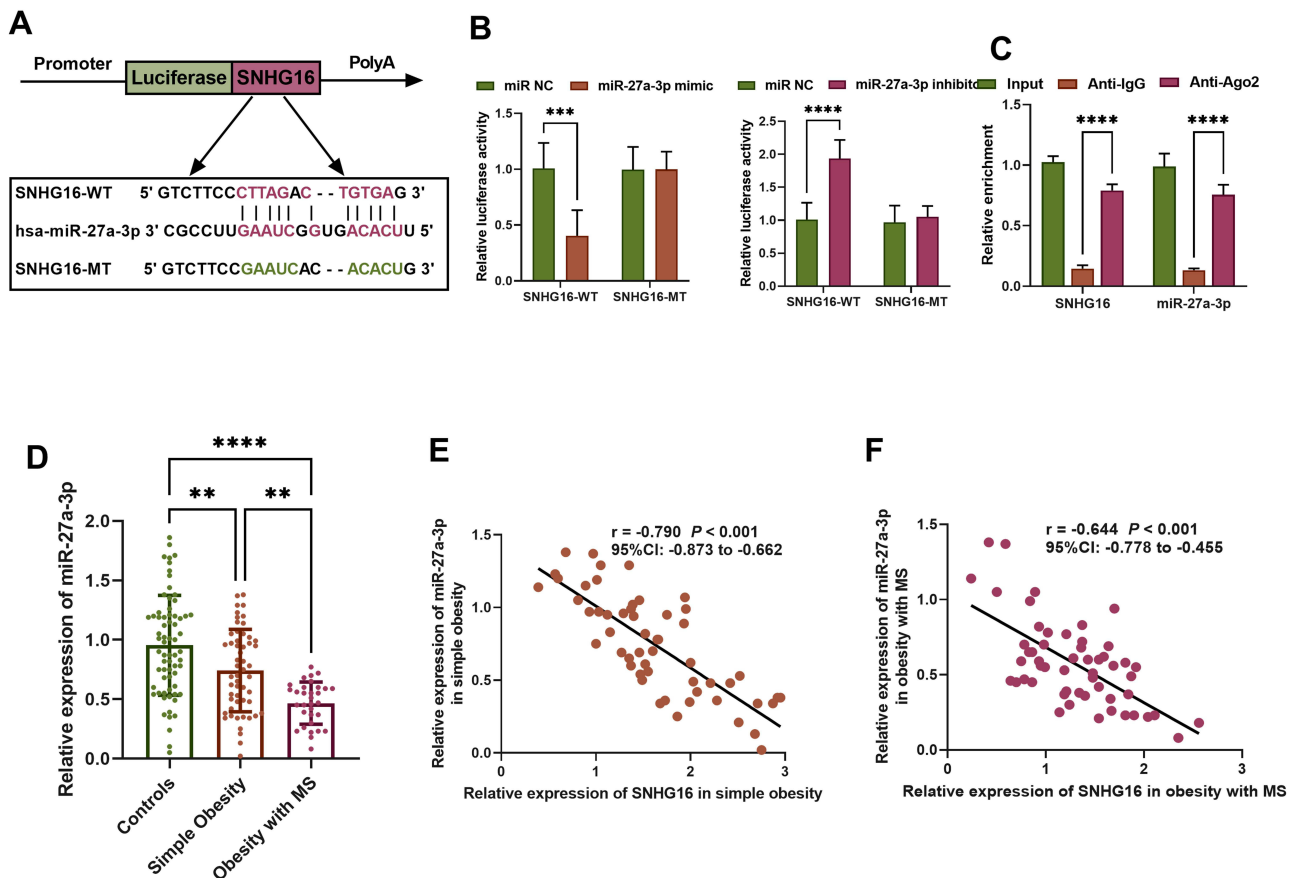 A
Promoter
Luciferase
SNHG16
PolyA
SNHG16-WT 5' GTCTTCCCTTAGAC - - TGTGAG 3'
hsa-miR-27a-3p 3' CGCCUUGAAUCGGUGACACUU 5'
SNHG16-MT 5' GTCTTCCGAAUCAC - - ACACUG 3'
B
miR NC
miR-27a-3p mimic
Relative luciferase activity
1.5
1.0
0.5
0.0
***
SNHG16-WT
SNHG16-MT
miR NC
miR-27a-3p inhibito
Relative luciferase activity
2.5
2.0
1.5
1.0
0.5
0.0
****
SNHG16-WT
SNHG16-MT
C
Input
Anti-IgG
Anti-Ago2
Relative enrichment
1.5
1.0
0.5
0.0
****
****
SNHG16
miR-27a-3p
D
Relative expression of miR-27a-3p
2.0
1.5
1.0
0.5
0.0
****
**
**
Controls
Simple Obesity
Obesity with MS
E
Relative expression of miR-27a-3p
in simple obesity
1.5
1.0
0.5
0.0
r = -0.790 P < 0.001
95%CI: -0.873 to -0.662
0
1
2
3
Relative expression of SNHG16 in simple obesity
F
Relative expression of miR-27a-3p
in obesity with MS
1.5
1.0
0.5
0.0
r = -0.644 P < 0.001
95%CI: -0.778 to -0.455
0
1
2
3
Relative expression of SNHG16 in obesity with MS